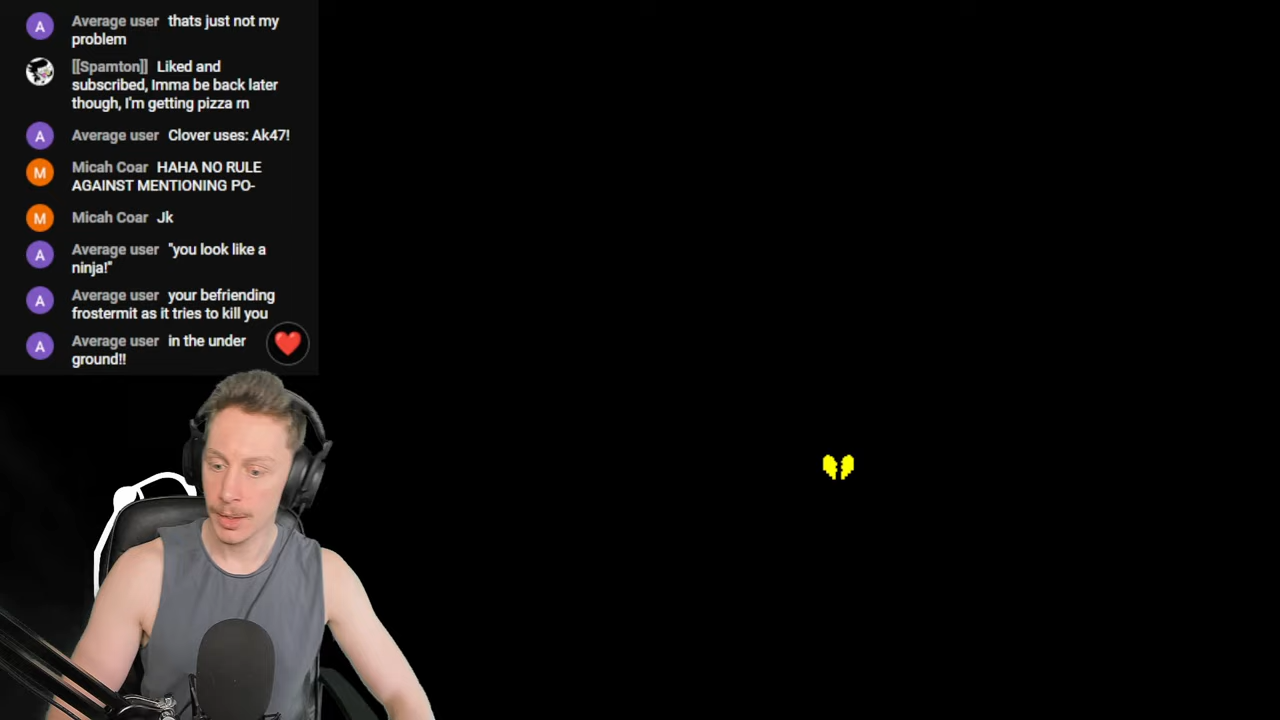 A Average user thats just not my
problem
[[Spamton]] Liked and
subscribed, Imma be back later
though, I'm getting pizza rn
A Average user Clover uses: Ak47!
M Micah Coar HAHA NO RULE
AGAINST MENTIONING PO-
M Micah Coar Jk
A Average user "you look like a
ninja!"
A Average user your befriending
frostermit as it tries to kill you
A Average user in the under
ground!!